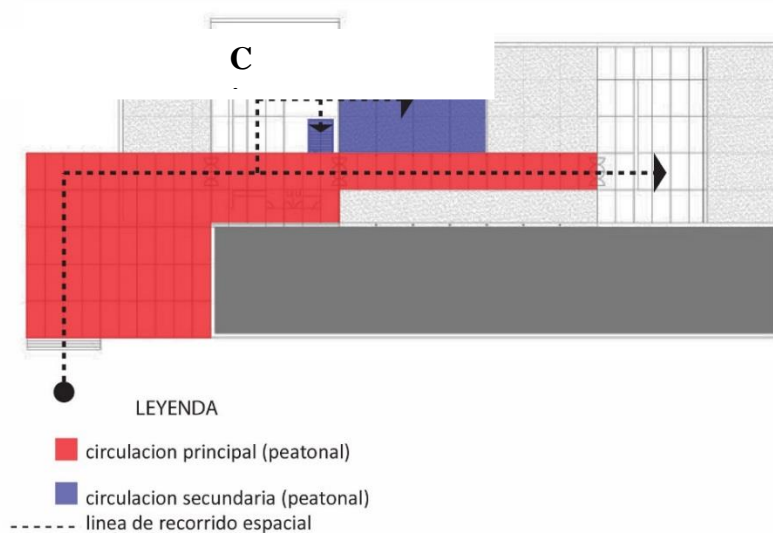 C
LEYENDA
circulacion principal (peatonal)
circulacion secundaria (peatonal)
linea de recorrido espacial